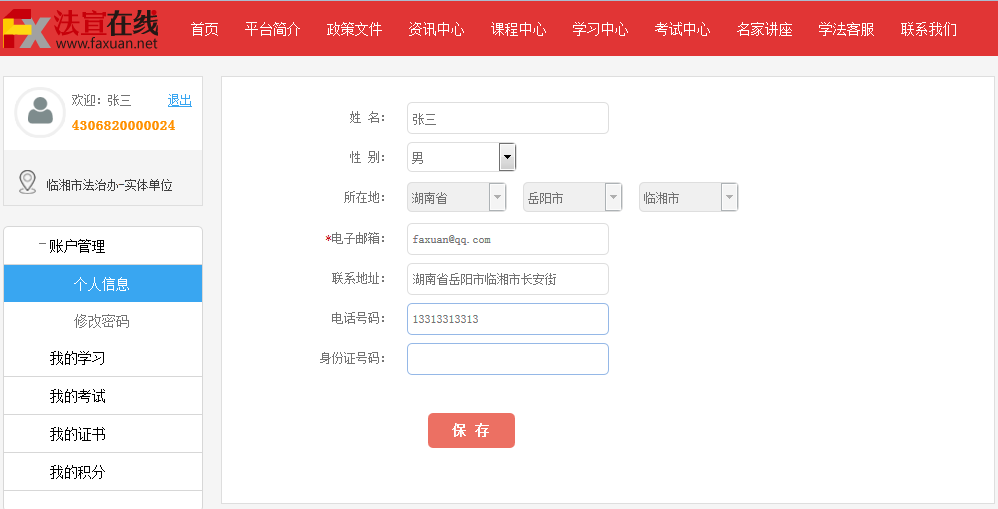 法宣在线
www.faxuan.net
首页 平台简介 政策文件 资讯中心 课程中心 学习中心 考试中心 名家讲座 学法客服 联系我们
欢迎：张三 退出
4306820000024
临湘市法治办-实体单位
账户管理
个人信息
修改密码
我的学习
我的考试
我的证书
我的积分
姓 名： 张三
性 别： 男
所在地： 湖南省 岳阳市 临湘市
*电子邮箱： faxuan@qq.com
联系地址： 湖南省岳阳市临湘市长安街
电话号码： 13313313313
身份证号码：
保 存